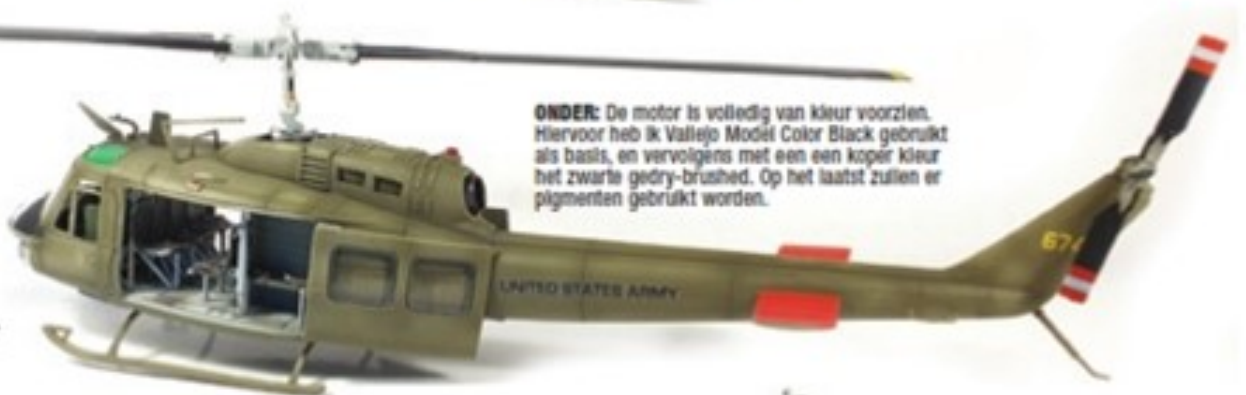 ONDER: De motor is volledig van kleur voorzien.
Hiervoor heb ik Vallejo Model Color Black gebruikt
als basis, en vervolgens met een een koper kleur
het zwarte gedry-brushed. Op het laatst zullen er
pigmenten gebruikt worden.
674
UNITED STATES ARMY